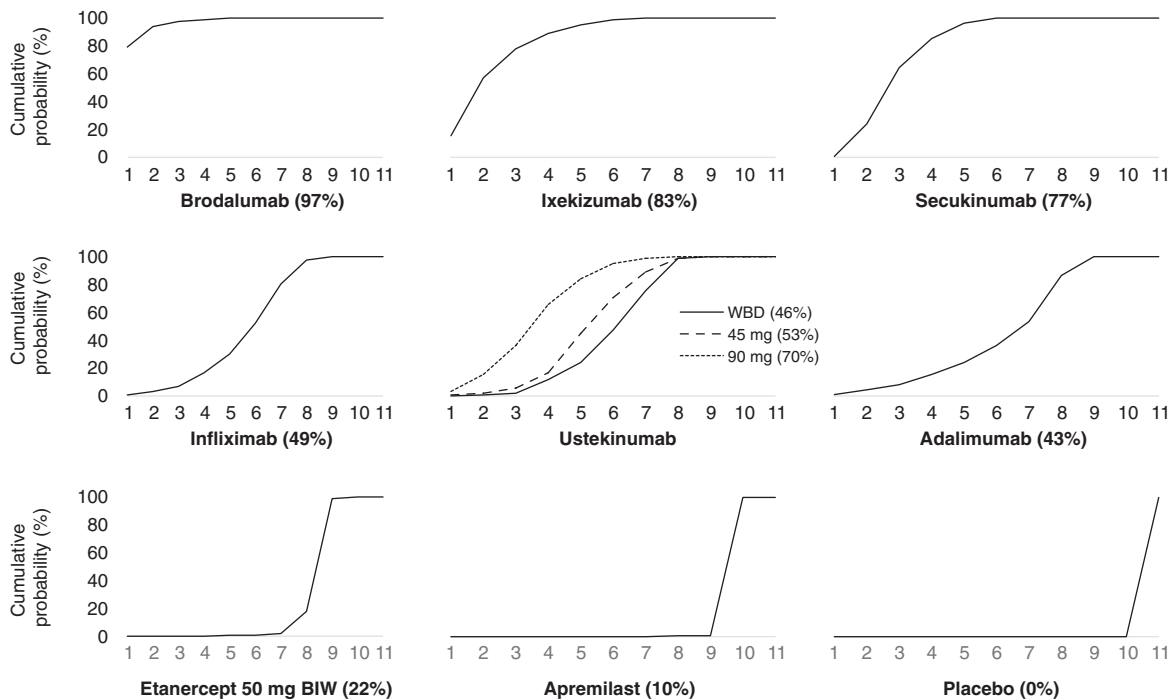 Cumulative
probability (%)
100
80
60
40
20
0
1 2 3 4 5 6 7 8 9 10 11
Brodalumab (97%)
1 2 3 4 5 6 7 8 9 10 11
Ixekizumab (83%)
1 2 3 4 5 6 7 8 9 10 11
Secukinumab (77%)
Cumulative
probability (%)
100
80
60
40
20
0
1 2 3 4 5 6 7 8 9 10 11
Infliximab (49%)
WBD (46%)
45 mg (53%)
90 mg (70%)
1 2 3 4 5 6 7 8 9 10 11
Ustekinumab
1 2 3 4 5 6 7 8 9 10 11
Adalimumab (43%)
Cumulative
probability (%)
100
80
60
40
20
0
1 2 3 4 5 6 7 8 9 10 11
Etanercept 50 mg BIW (22%)
1 2 3 4 5 6 7 8 9 10 11
Apremilast (10%)
1 2 3 4 5 6 7 8 9 10 11
Placebo (0%)